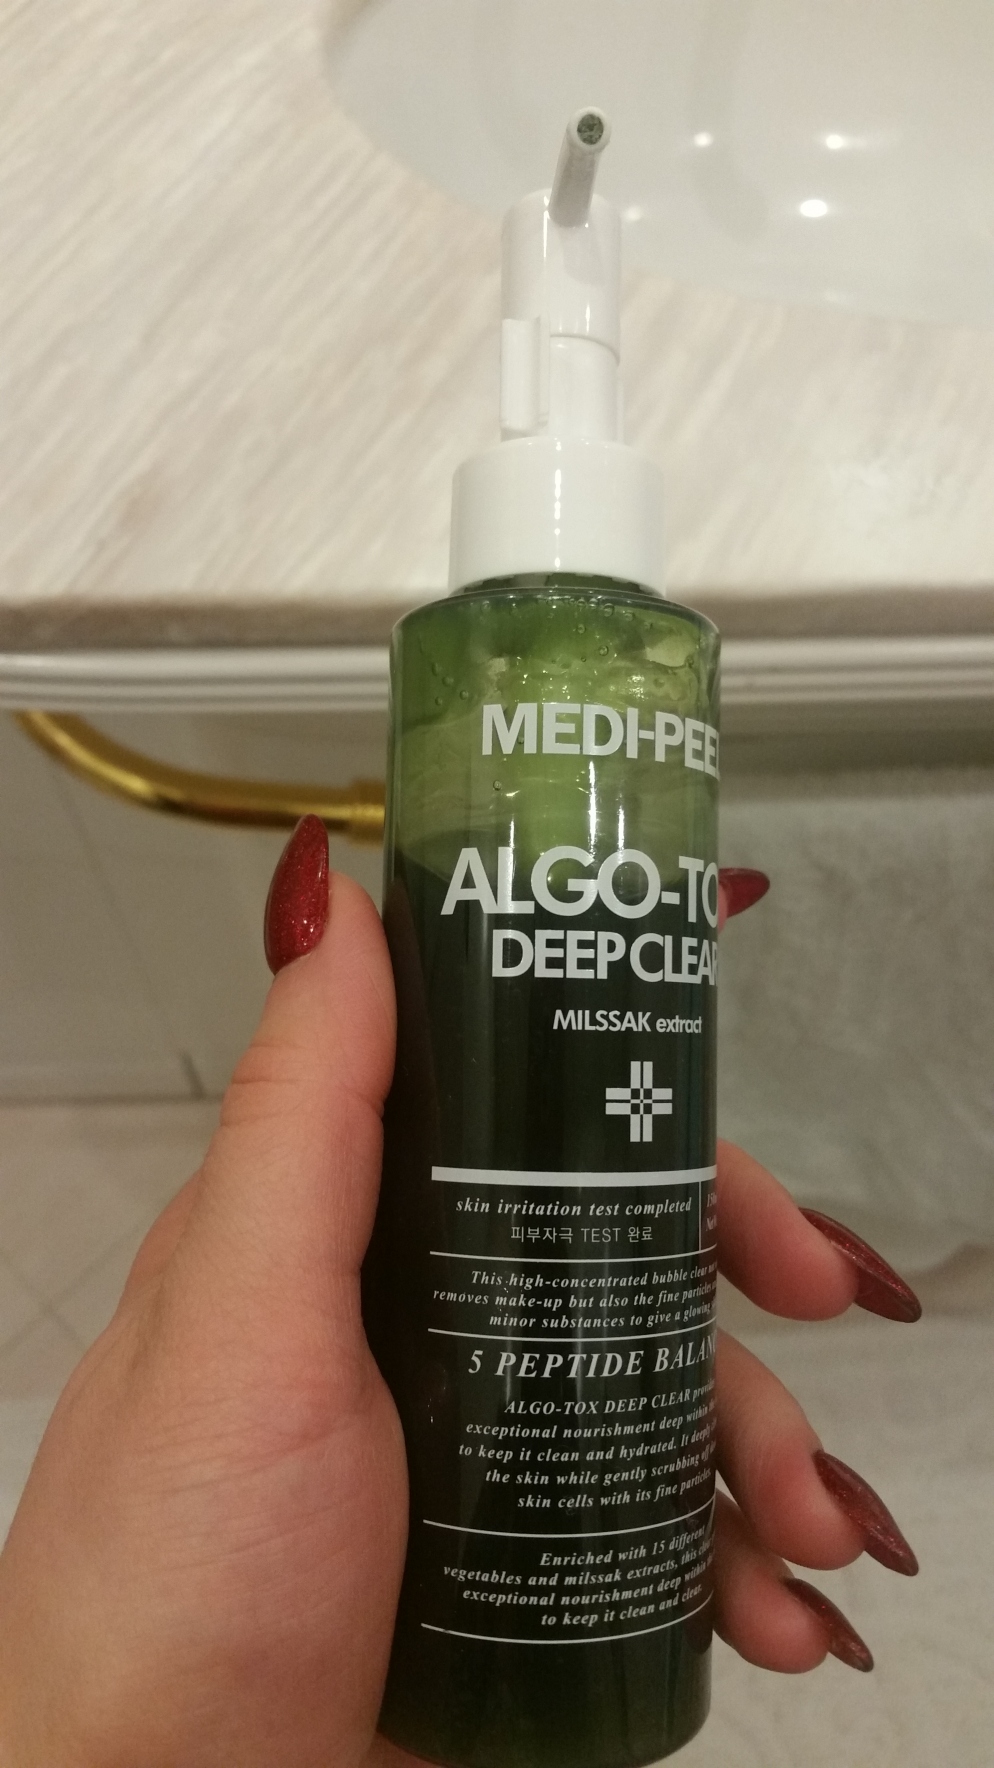 MEDI-PEE
ALGO-TO
DEEP CLEAR
MILSSAK extract
skin irritation test completed
피부자극 TEST 완료
This high-concentrated bubble clear
removes make-up but also the fine particles
minor substances to give a glowing
5 PEPTIDE BALAN
ALGO-TOX DEEP CLEAR
exceptional nourishment deep within
to keep it clean and hydrated. It deeply
the skin while gently scrubbing off
skin cells with its fine particles.
Enriched with 15 different
vegetables and milssak extracts, this
exceptional nourishment deep within
to keep it clean and clear.